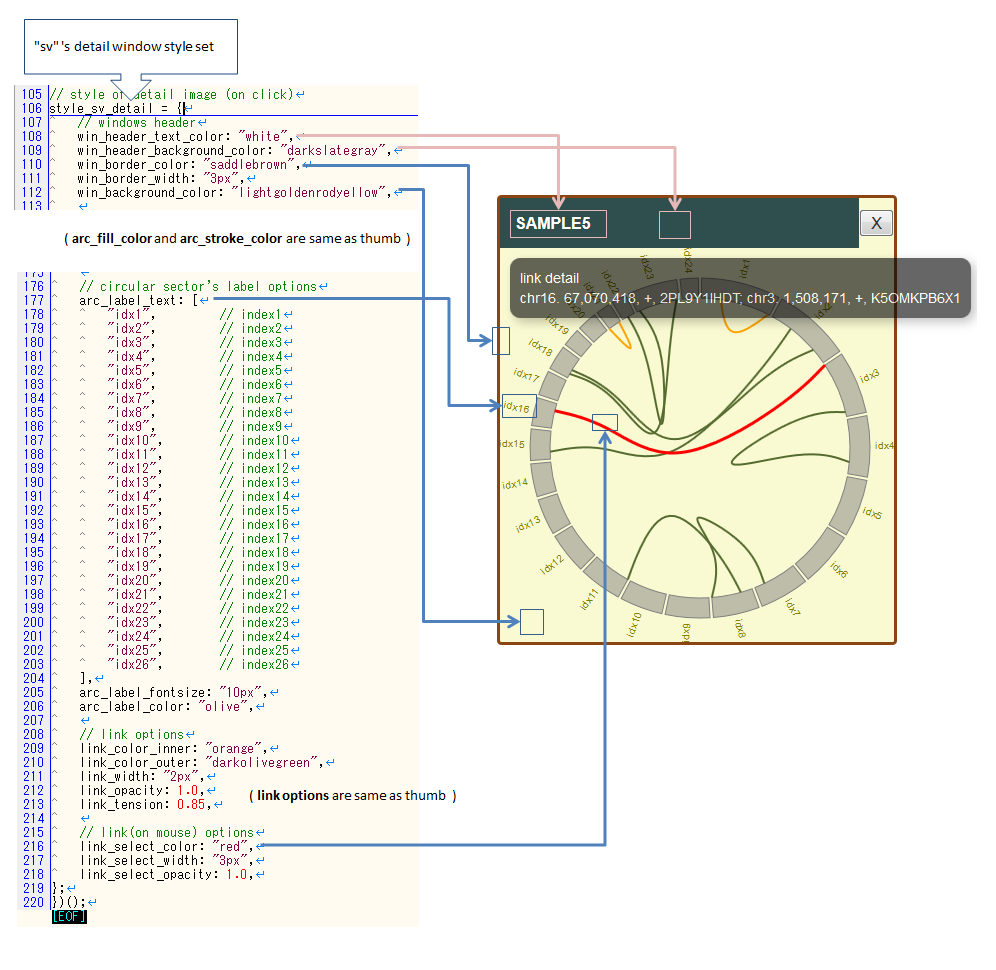 "sv" 's detail window style set
105 // style of detail image (on click)
106 style_sv_detail = {
107 // windows header
108 win_header_text_color: "white",
109 win_header_background_color: "darkslategray",
110 win_border_color: "saddlebrown",
111 win_border_width: "3px",
112 win_background_color: "lightgoldenrodyellow",
113
( arc_fill_color and arc_stroke_color are same as thumb )
175
176 // circular sector's label options
177 arc_label_text: [
178 "idx1", // index1
179 "idx2", // index2
180 "idx3", // index3
181 "idx4", // index4
182 "idx5", // index5
183 "idx6", // index6
184 "idx7", // index7
185 "idx8", // index8
186 "idx9", // index9
187 "idx10", // index10
188 "idx11", // index11
189 "idx12", // index12
190 "idx13", // index13
191 "idx14", // index14
192 "idx15", // index15
193 "idx16", // index16
194 "idx17", // index17
195 "idx18", // index18
196 "idx19", // index19
197 "idx20", // index20
198 "idx21", // index21
199 "idx22", // index22
200 "idx23", // index23
201 "idx24", // index24
202 "idx25", // index25
203 "idx26", // index26
204 ],
205 arc_label_fontsize: "10px",
206 arc_label_color: "olive",
207
208 // link options
209 link_color_inner: "orange",
210 link_color_outer: "darkolivegreen",
211 link_width: "2px",
212 link_opacity: 1.0,
213 link_tension: 0.85,
( link options are same as thumb )
214
215 // link(on mouse) options
216 link_select_color: "red",
217 link_select_width: "3px",
218 link_select_opacity: 1.0,
219 };
220 })();
[EOF]
SAMPLE5
X
link detail
chr16. 67,070,418, +, 2PL9Y1IHDT; chr3, 1,508,171, +, K5OMKPB6X1
idx1
idx3
idx4
idx5
idx6
idx7
idx8
idx9
idx10
idx11
idx12
idx13
idx14
idx15
idx16
idx17
idx18
idx19
idx22
idx23
idx24